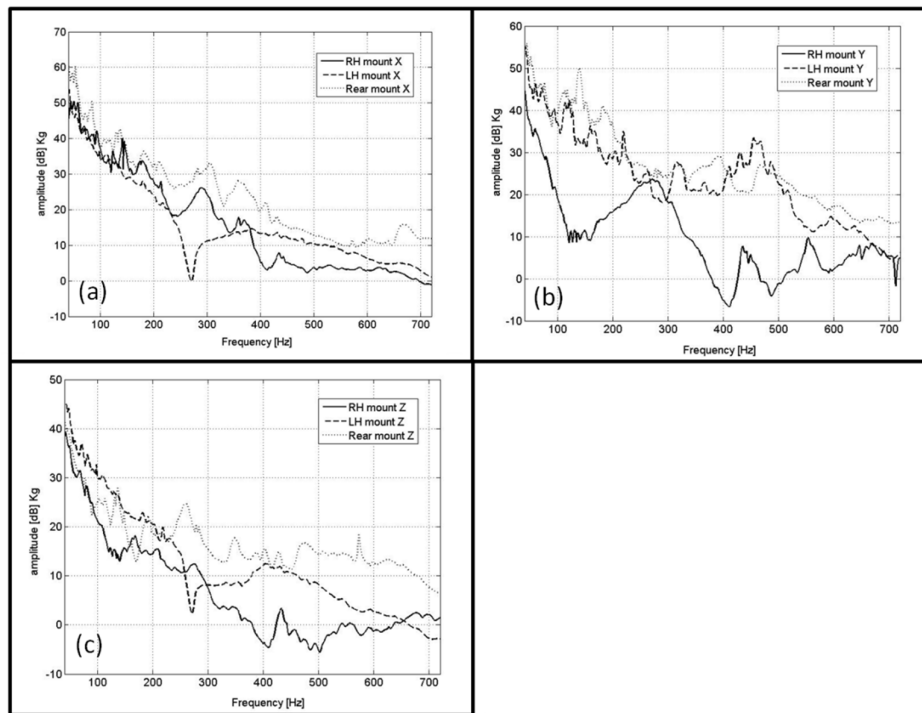 70
60
50
40
30
20
10
0
-10
amplitude [dB] Kg
RH mount X
LH mount X
Rear mount X
(a)
100 200 300 400 500 600 700
Frequency [Hz]
60
50
40
30
20
10
0
-10
amplitude [dB] Kg
RH mount Y
LH mount Y
Rear mount Y
(b)
100 200 300 400 500 600 700
Frequency [Hz]
50
40
30
20
10
0
-10
amplitude [dB] Kg
RH mount Z
LH mount Z
Rear mount Z
(c)
100 200 300 400 500 600 700
Frequency [Hz]